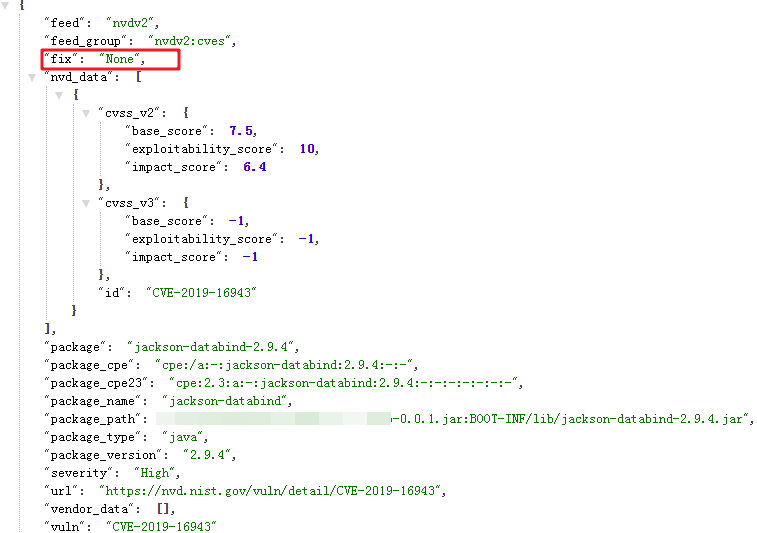 {
"feed": "nvdv2",
"feed_group": "nvdv2:cves",
"fix": "None",
"nvd_data": [
{
"cvss_v2": {
"base_score": 7.5,
"exploitability_score": 10,
"impact_score": 6.4
},
"cvss_v3": {
"base_score": -1,
"exploitability_score": -1,
"impact_score": -1
},
"id": "CVE-2019-16943"
}
],
"package": "jackson-databind-2.9.4",
"package_cpe": "cpe:/a:-:jackson-databind:2.9.4:-:-",
"package_cpe23": "cpe:2.3:a:-:jackson-databind:2.9.4:-:-:-:-:-:-:-",
"package_name": "jackson-databind",
"package_path": -0.0.1.jar:BOOT-INF/lib/jackson-databind-2.9.4.jar",
"package_type": "java",
"package_version": "2.9.4",
"severity": "High",
"url": "https://nvd.nist.gov/vuln/detail/CVE-2019-16943",
"vendor_data": [],
"vuln": "CVE-2019-16943"